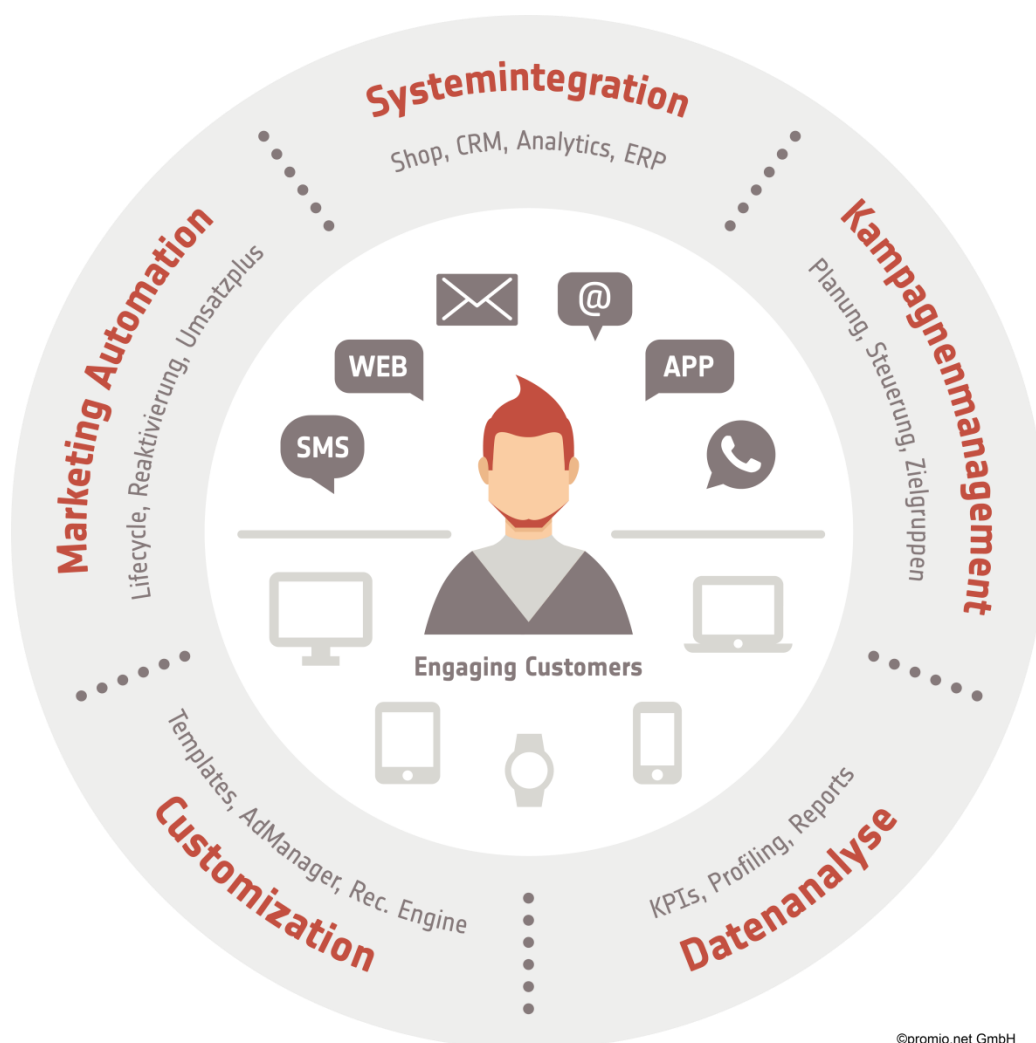 Systemintegration
Shop, CRM, Analytics, ERP
Kampagnenmanagement
Planung, Steuerung, Zielgruppen
Datenanalyse
KPIs, Profiling, Reports
Customization
Templates, AdManager, Rec. Engine
Marketing Automation
Lifecycle, Reaktivierung, Umsatzplus
@
WEB
APP
SMS
Engaging Customers
©promio.net GmbH